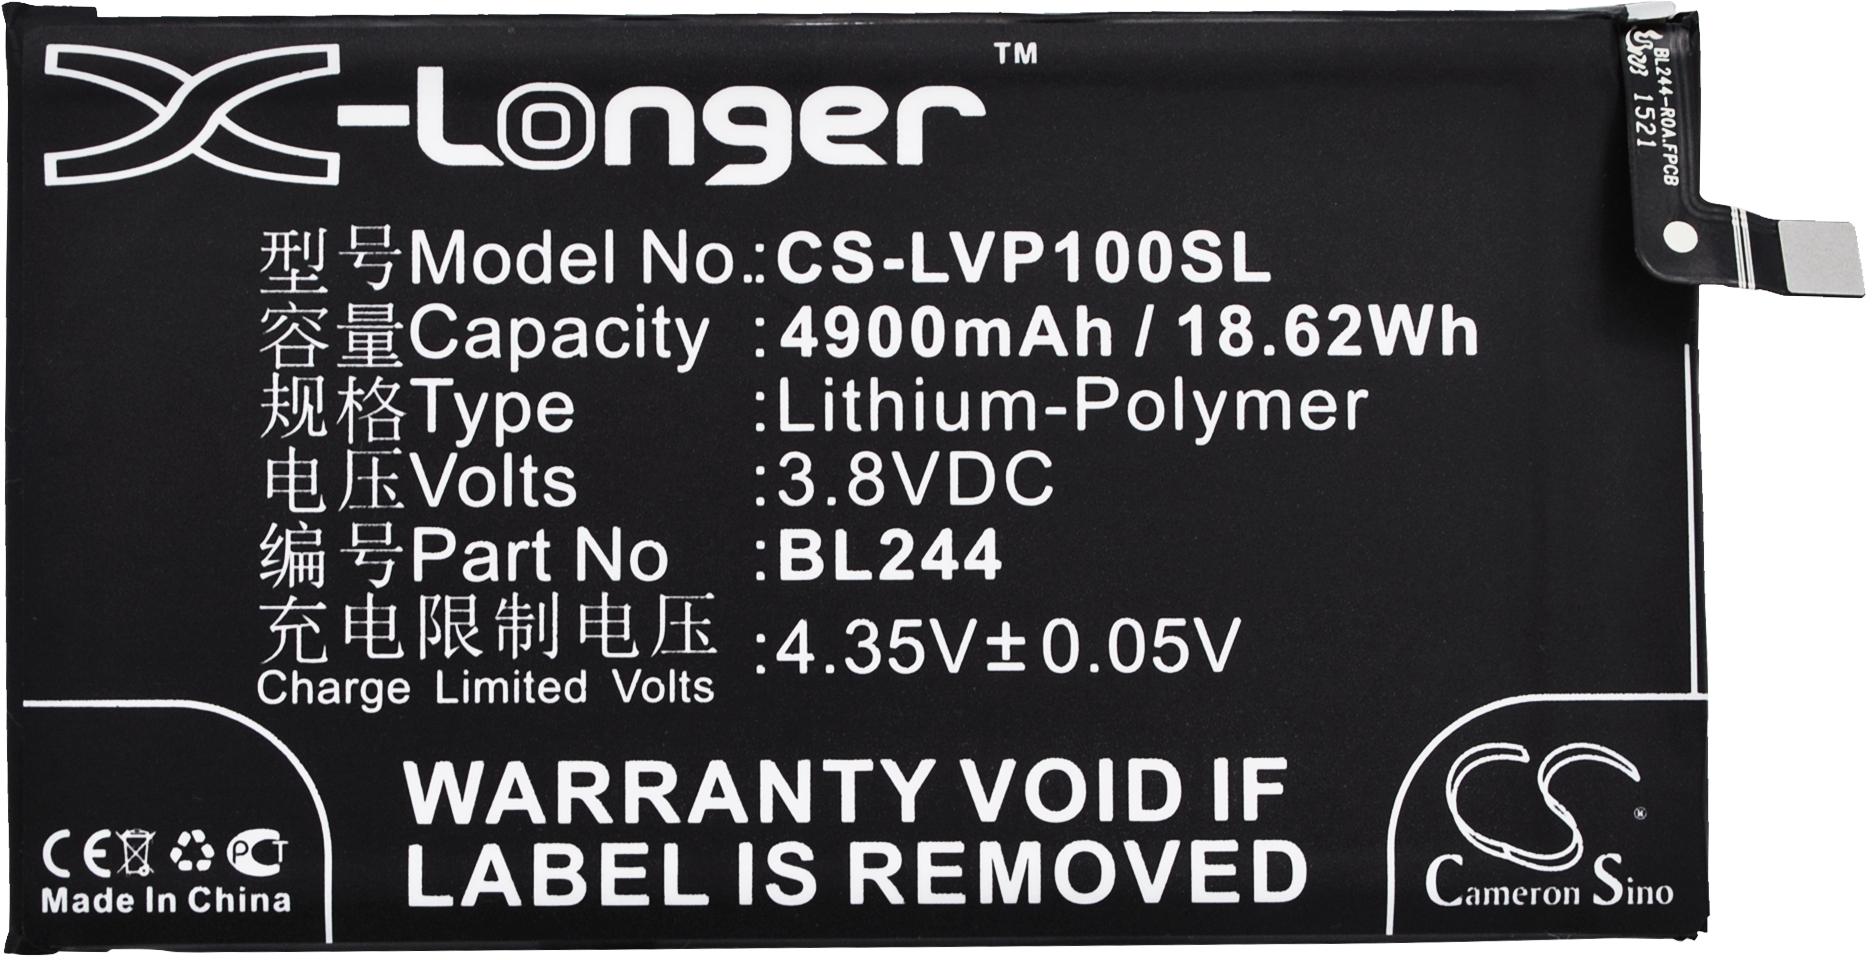 X-Longer™
型号Model No.:CS-LVP100SL
容量Capacity :4900mAh / 18.62Wh
规格Type :Lithium-Polymer
电压Volts :3.8VDC
编号Part No :BL244
充电限制电压 :4.35V±0.05V
Charge Limited Volts
WARRANTY VOID IF
LABEL IS REMOVED
CE PCT
Made In China
CS®
Cameron Sino
BL244-ROA.FPCB
1521